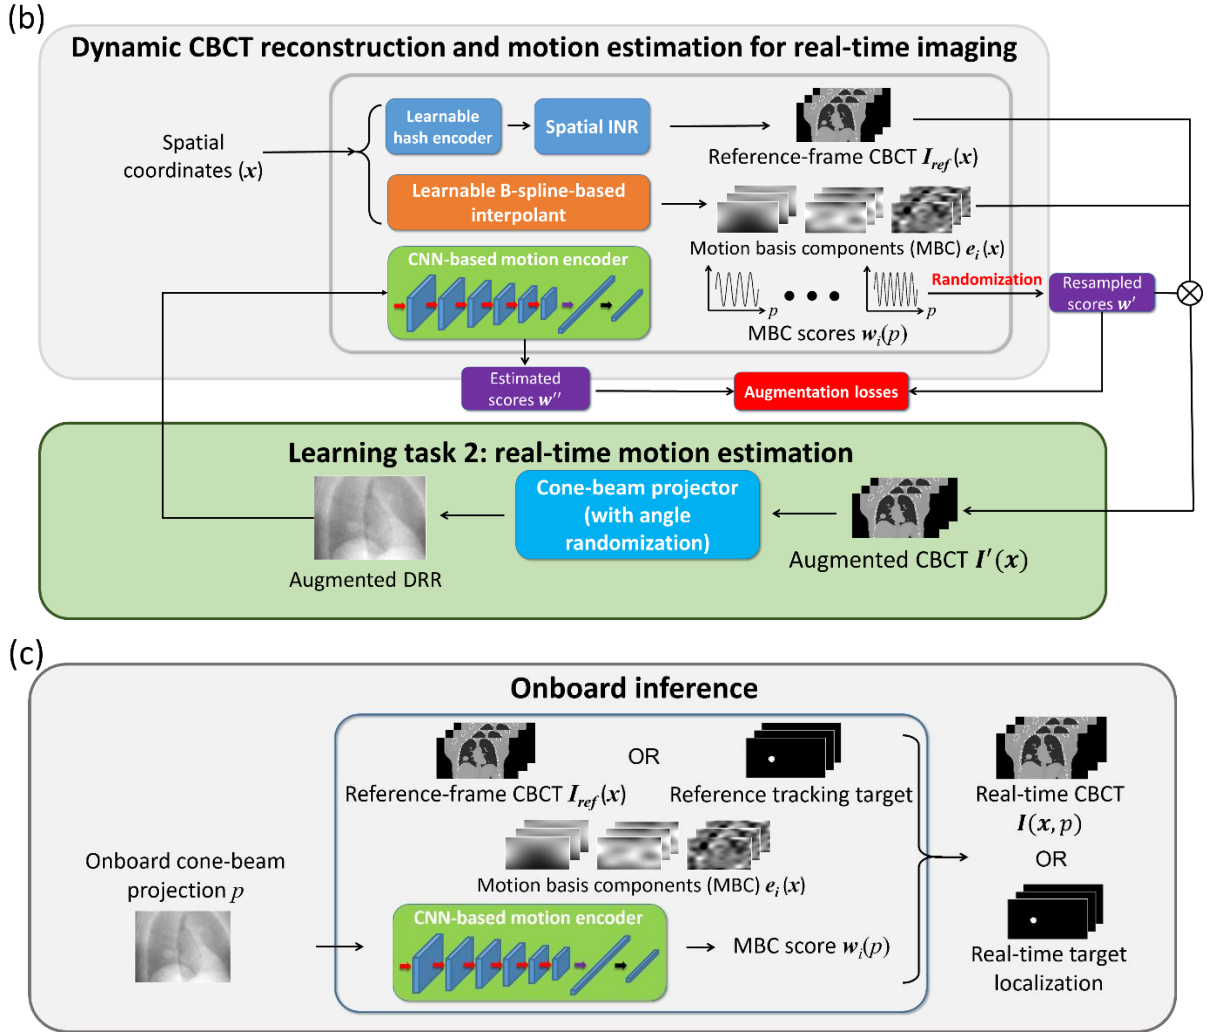 (b)
Dynamic CBCT reconstruction and motion estimation for real-time imaging
Spatial
coordinates (x)
Learnable
hash encoder
Spatial INR
Reference-frame CBCT I_ref(x)
Learnable B-spline-based
interpolant
Motion basis components (MBC) e_i(x)
CNN-based motion encoder
p
p
MBC scores w_i(p)
Randomization
Resampled
scores w'
Estimated
scores w''
Augmentation losses
Learning task 2: real-time motion estimation
Augmented DRR
Cone-beam projector
(with angle
randomization)
Augmented CBCT I'(x)
(c)
Onboard inference
Onboard cone-beam
projection p
Reference-frame CBCT I_ref(x)
OR
Reference tracking target
Motion basis components (MBC) e_i(x)
CNN-based motion encoder
MBC score w_i(p)
Real-time CBCT
I(x, p)
OR
Real-time target
localization